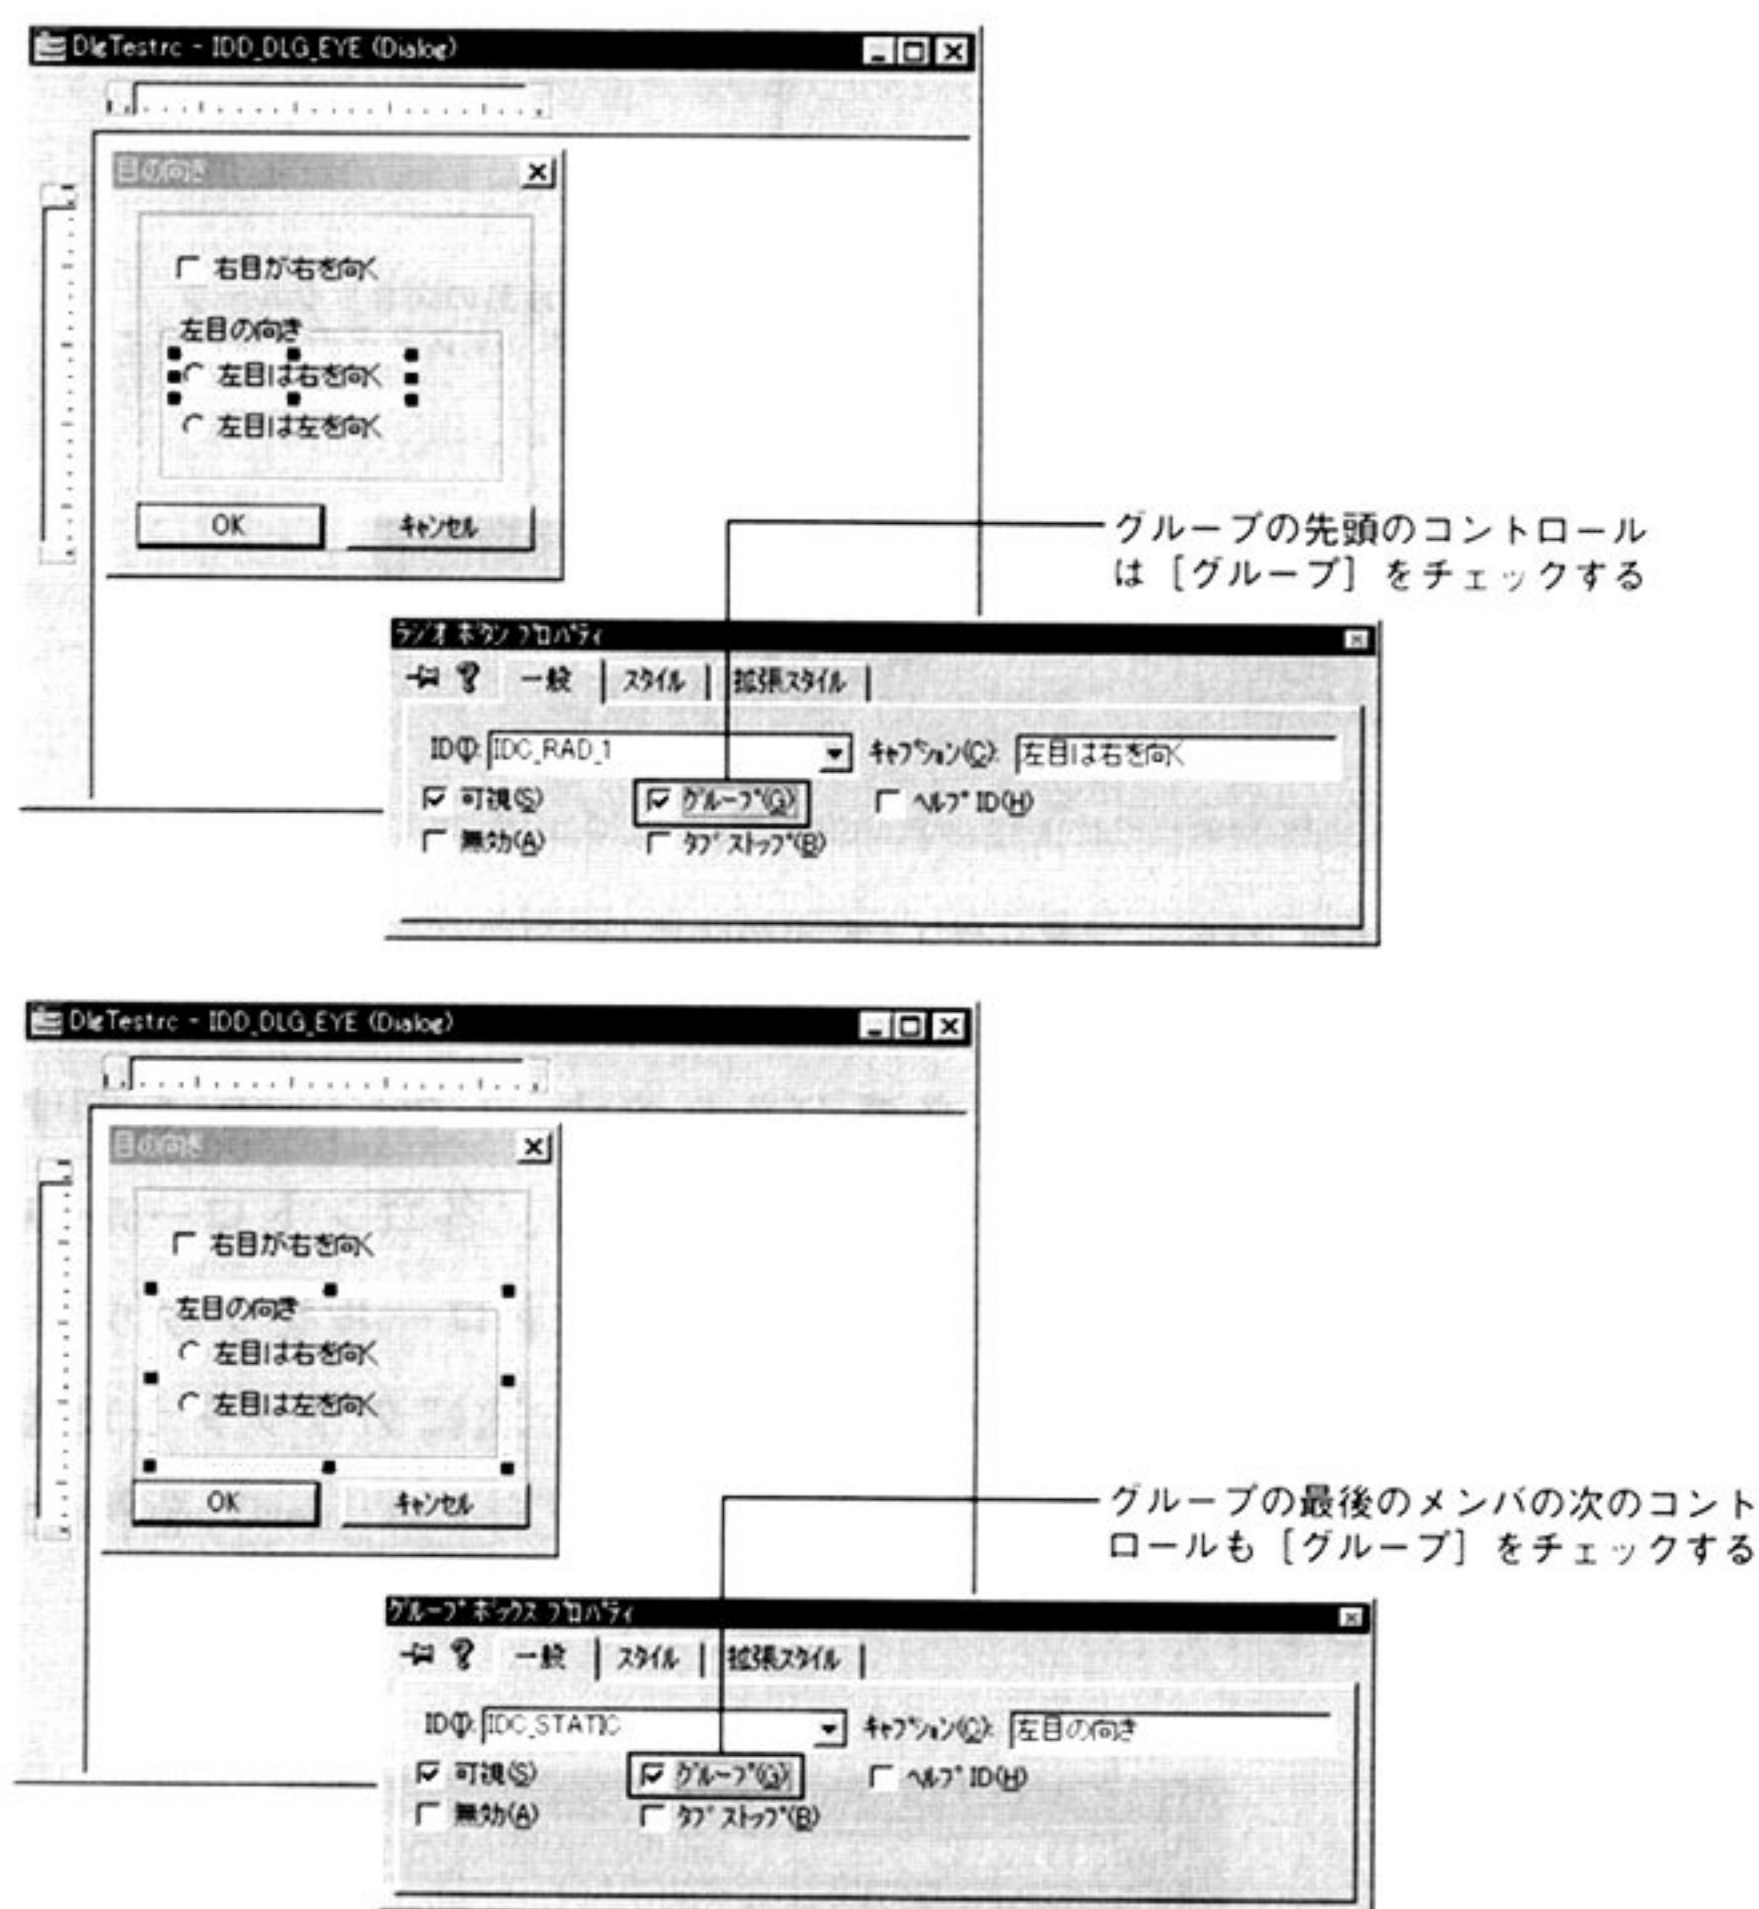 DlgTest.rc - IDD_DLG_EYE (Dialog)
目の向き
右目が右を向く
左目の向き
左目は右を向く
左目は左を向く
OK
キャンセル
グループの先頭のコントロール
は［グループ］をチェックする
ラジオ ボタン プロパティ
一般
スタイル
拡張スタイル
ID(I):
IDC_RAD_1
キャプション(C):
左目は右を向く
可視(S)
グループ(G)
ヘルプ ID(H)
無効(A)
タブ ストップ(B)
DlgTest.rc - IDD_DLG_EYE (Dialog)
目の向き
右目が右を向く
左目の向き
左目は右を向く
左目は左を向く
OK
キャンセル
グループの最後のメンバの次のコント
ロールも［グループ］をチェックする
グループ ボックス プロパティ
一般
スタイル
拡張スタイル
ID(I):
IDC_STATIC
キャプション(C):
左目の向き
可視(S)
グループ(G)
ヘルプ ID(H)
無効(A)
タブ ストップ(B)